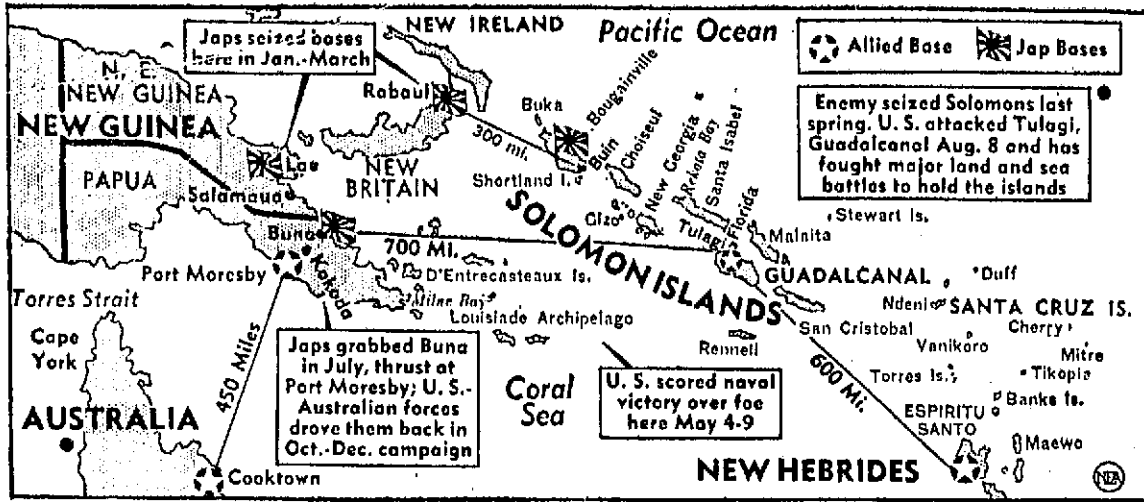 NEW IRELAND
Pacific Ocean
Allied Base
Jap Bases
Japs seized bases
here in Jan.-March
N. E.
NEW GUINEA
NEW GUINEA
Rabaul
Buka
Bougainville
Enemy seized Solomons last
spring. U. S. attacked Tulagi,
Guadalcanal Aug. 8 and has
fought major land and sea
battles to hold the islands
300 mi.
Buin
Choiseul
New Georgia
Rekata Bay
Santa Isabel
Lae
PAPUA
Salamaua
NEW
BRITAIN
Shortland I.
Gizo
Florida
Tulagi
Stewart Is.
Malaita
SOLOMON ISLANDS
Buna
700 Mi.
Port Moresby
Kokoda
D'Entrecasteaux Is.
GUADALCANAL
Duff
Torres Strait
Milne Bay
Ndeni
SANTA CRUZ IS.
Louisiade Archipelago
San Cristobal
Cherry
Cape
York
450 Miles
Japs grabbed Buna
in July, thrust at
Port Moresby; U. S.-
Australian forces
drove them back in
Oct.-Dec. campaign
Coral
Sea
Rennell
Vanikoro
Mitre
U. S. scored naval
victory over foe
here May 4-9
600 Mi.
Torres Is.
Tikopia
Banks Is.
AUSTRALIA
ESPIRITU
SANTO
Maewo
Cooktown
NEW HEBRIDES
NEA